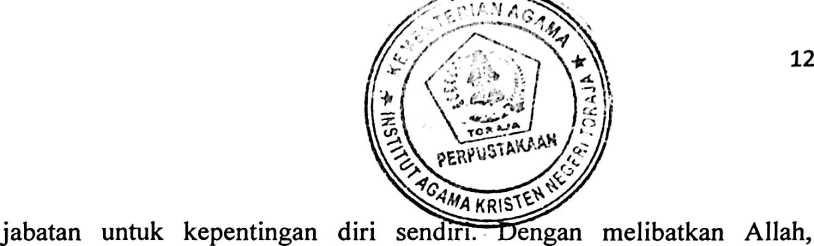 12
KEMENTERIAN AGAMA
TORAJA
PERPUSTAKAAN
INSTITUT AGAMA KRISTEN NEGERI TORAJA
jabatan untuk kepentingan diri sendiri. Dengan melibatkan Allah,